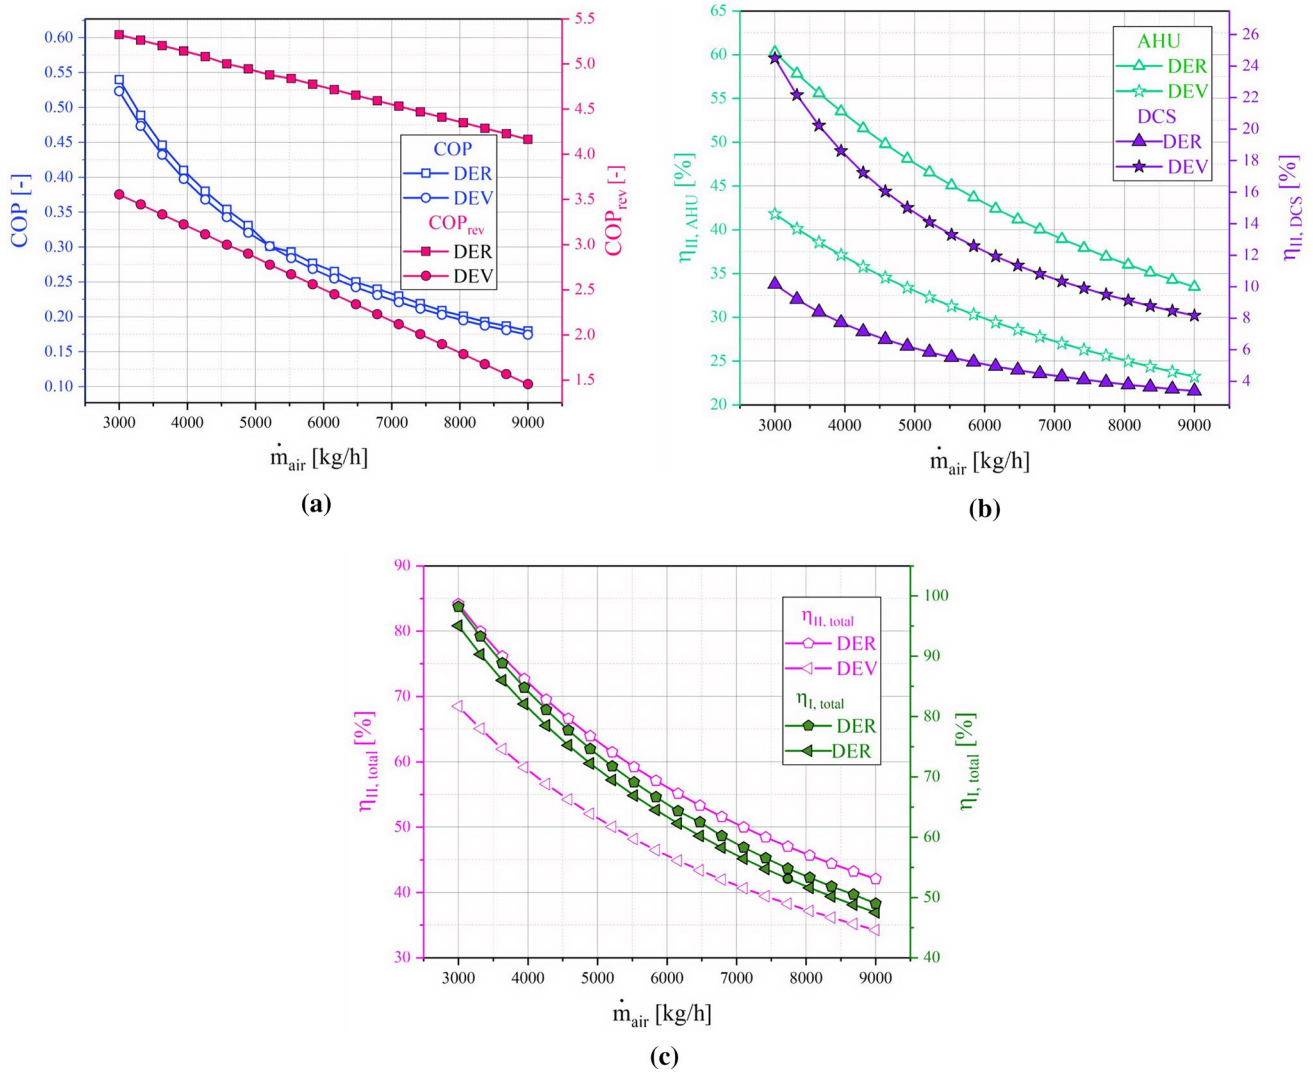 0.60
0.55
0.50
0.45
0.40
0.35
0.30
0.25
0.20
0.15
0.10
COP [-]
5.5
5.0
4.5
4.0
3.5
3.0
2.5
2.0
1.5
COPrev [-]
COP
DER
DEV
COPrev
DER
DEV
3000 4000 5000 6000 7000 8000 9000
ṁair [kg/h]
(a)
65
60
55
50
45
40
35
30
25
20
ηII, AHU [%]
26
24
22
20
18
16
14
12
10
8
6
4
ηII, DCS [%]
AHU
DER
DEV
DCS
DER
DEV
3000 4000 5000 6000 7000 8000 9000
ṁair [kg/h]
(b)
90
80
70
60
50
40
30
ηII, total [%]
100
90
80
70
60
50
40
ηI, total [%]
ηII, total
DER
DEV
ηI, total
DER
DER
3000 4000 5000 6000 7000 8000 9000
ṁair [kg/h]
(c)